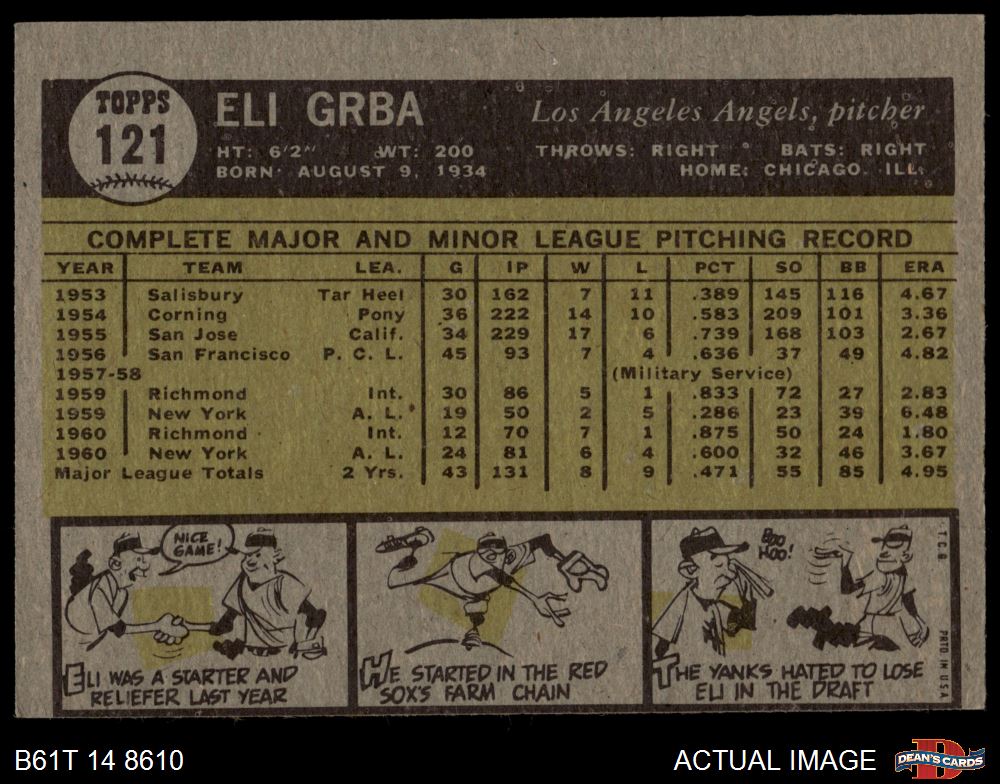 TOPPS
121
ELI GRBA
Los Angeles Angels, pitcher
HT: 6'2" WT: 200 THROWS: RIGHT BATS: RIGHT
BORN: AUGUST 9, 1934 HOME: CHICAGO, ILL.
COMPLETE MAJOR AND MINOR LEAGUE PITCHING RECORD
YEAR TEAM LEA. G IP W L PCT SO BB ERA
1953 Salisbury Tar Heel 30 162 7 11 .389 145 116 4.67
1954 Corning Pony 36 222 14 10 .583 209 101 3.36
1955 San Jose Calif. 34 229 17 6 .739 168 103 2.67
1956 San Francisco P. C. L. 45 93 7 4 .636 37 49 4.82
1957-58 (Military Service)
1959 Richmond Int. 30 86 5 1 .833 72 27 2.83
1959 New York A. L. 19 50 2 5 .286 23 39 6.48
1960 Richmond Int. 12 70 7 1 .875 50 24 1.80
1960 New York A. L. 24 81 6 4 .600 32 46 3.67
Major League Totals 2 Yrs. 43 131 8 9 .471 55 85 4.95
NICE
GAME!
ELI WAS A STARTER AND
RELIEFER LAST YEAR
HE STARTED IN THE RED
SOX'S FARM CHAIN
BOO
HOO!
THE YANKS HATED TO LOSE
ELI IN THE DRAFT
T.C.G.
PRTD IN USA
B61T 14 8610
ACTUAL IMAGE
DEAN'S CARDS